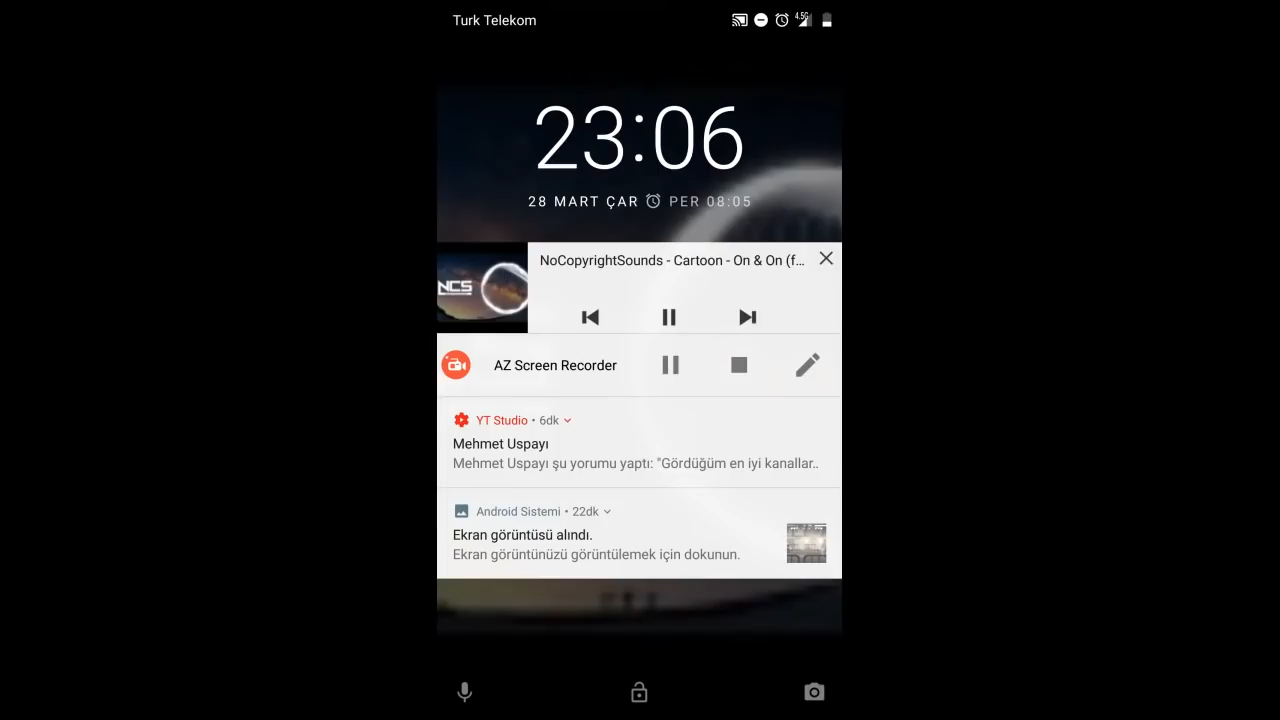 Turk Telekom
4.5G
23:06
28 MART ÇAR PER 08:05
NoCopyrightSounds - Cartoon - On & On (f...
NCS
AZ Screen Recorder
YT Studio • 6dk
Mehmet Uspayı
Mehmet Uspayı şu yorumu yaptı: "Gördüğüm en iyi kanallar..
Android Sistemi • 22dk
Ekran görüntüsü alındı.
Ekran görüntünüzü görüntülemek için dokunun.